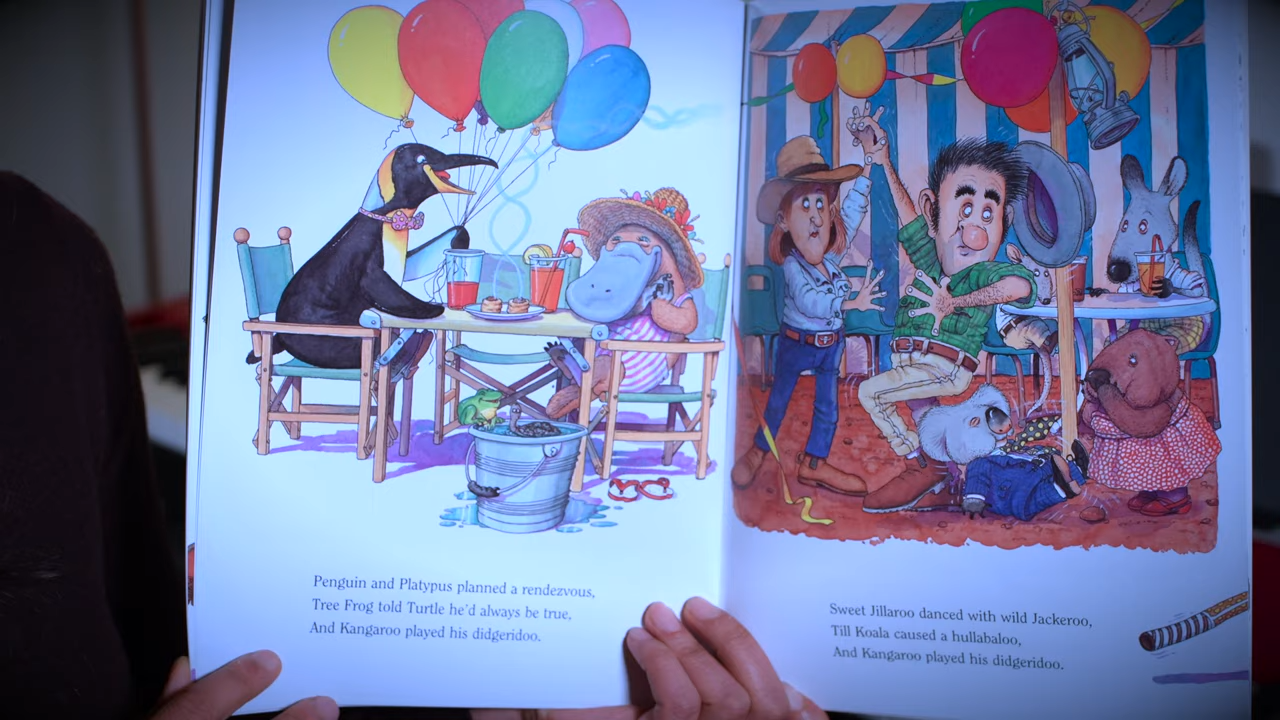 Penguin and Platypus planned a rendezvous,
Tree Frog told Turtle he'd always be true,
And Kangaroo played his didgeridoo.
Sweet Jillaroo danced with wild Jackeroo,
Till Koala caused a hullabaloo,
And Kangaroo played his didgeridoo.